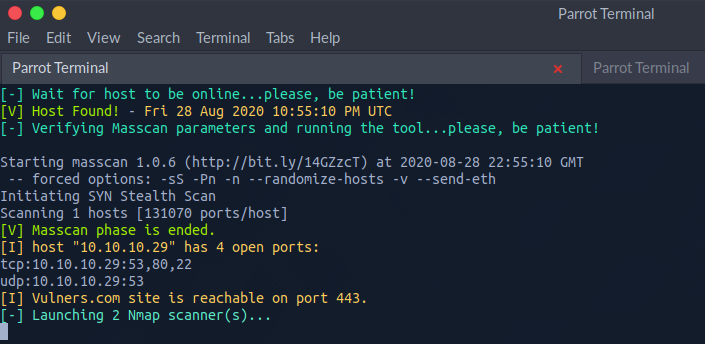 Parrot Terminal
File Edit View Search Terminal Tabs Help
Parrot Terminal × Parrot Terminal
[-] Wait for host to be online...please, be patient!
[V] Host Found! - Fri 28 Aug 2020 10:55:10 PM UTC
[-] Verifying Masscan parameters and running the tool...please, be patient!
Starting masscan 1.0.6 (http://bit.ly/14GZzcT) at 2020-08-28 22:55:10 GMT
 -- forced options: -sS -Pn -n --randomize-hosts -v --send-eth
Initiating SYN Stealth Scan
Scanning 1 hosts [131070 ports/host]
[V] Masscan phase is ended.
[I] host "10.10.10.29" has 4 open ports:
tcp:10.10.10.29:53,80,22
udp:10.10.10.29:53
[I] Vulners.com site is reachable on port 443.
[-] Launching 2 Nmap scanner(s)...